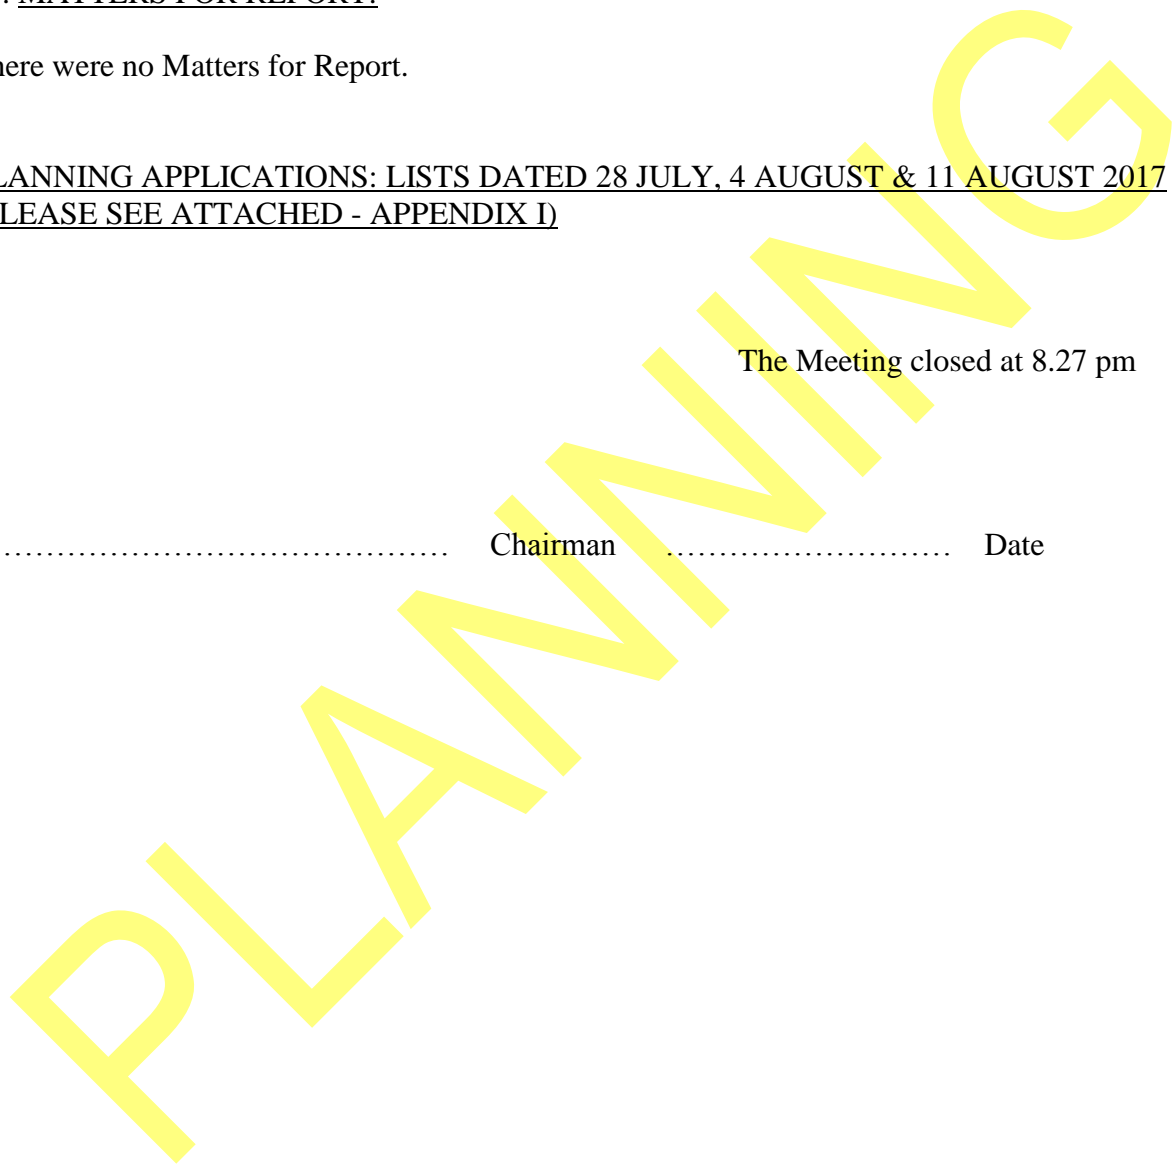 . MATTERS FOR REPORT:
here were no Matters for Report.
LANNING APPLICATIONS: LISTS DATED 28 JULY, 4 AUGUST & 11 AUGUST 2017
LEASE SEE ATTACHED - APPENDIX I)
The Meeting closed at 8.27 pm
……………………………………… Chairman ……………………… Date
PLANNING